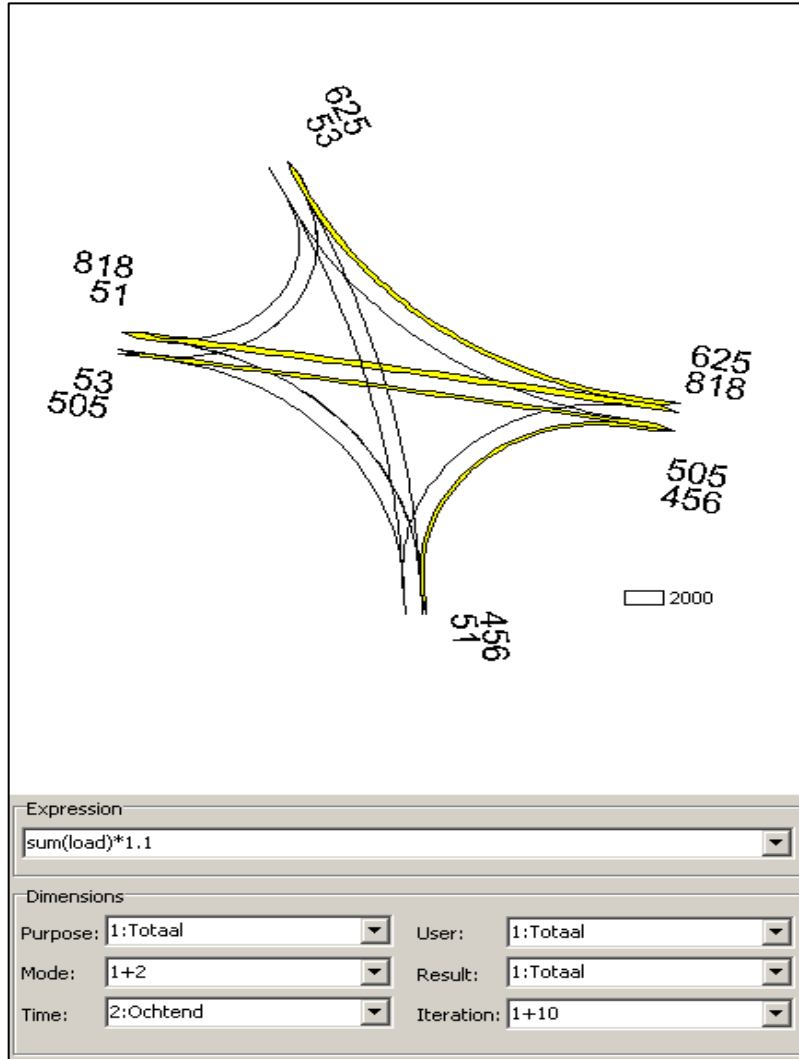 625
53
818
51
53
505
625
818
505
456
2000
456
51
Expression
sum(load)*1.1
Dimensions
Purpose: 1:Totaal User: 1:Totaal
Mode: 1+2 Result: 1:Totaal
Time: 2:Ochtend Iteration: 1+10